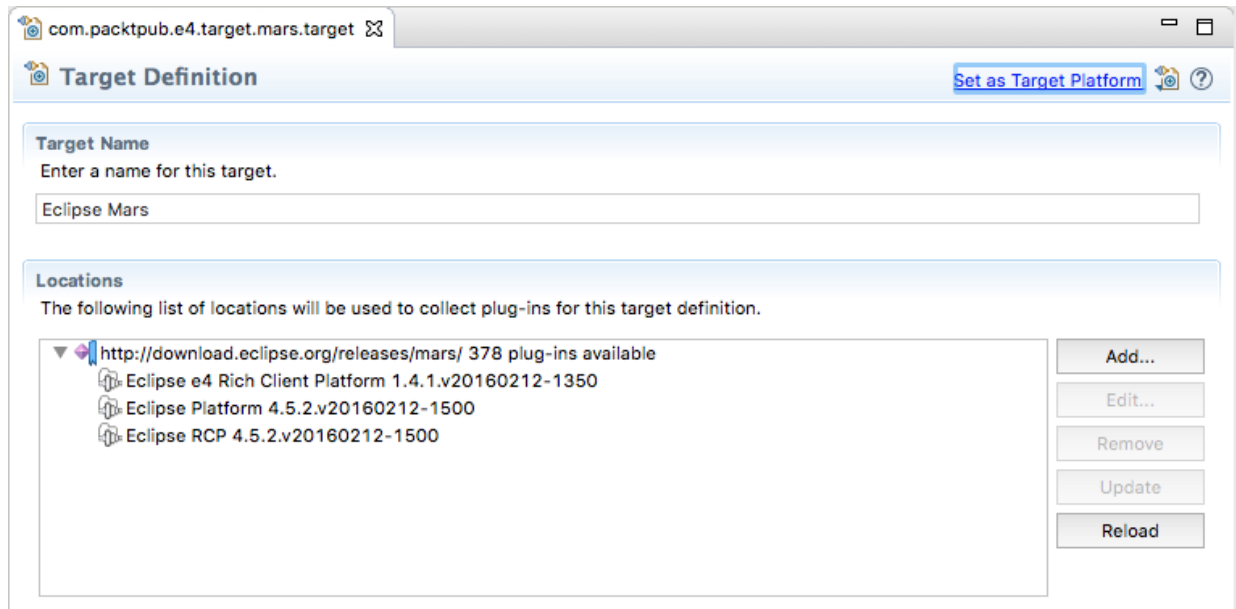 com.packtpub.e4.target.mars.target
Target Definition
Set as Target Platform
Target Name
Enter a name for this target.
Eclipse Mars
Locations
The following list of locations will be used to collect plug-ins for this target definition.
http://download.eclipse.org/releases/mars/ 378 plug-ins available
Eclipse e4 Rich Client Platform 1.4.1.v20160212-1350
Eclipse Platform 4.5.2.v20160212-1500
Eclipse RCP 4.5.2.v20160212-1500
Add...
Edit...
Remove
Update
Reload